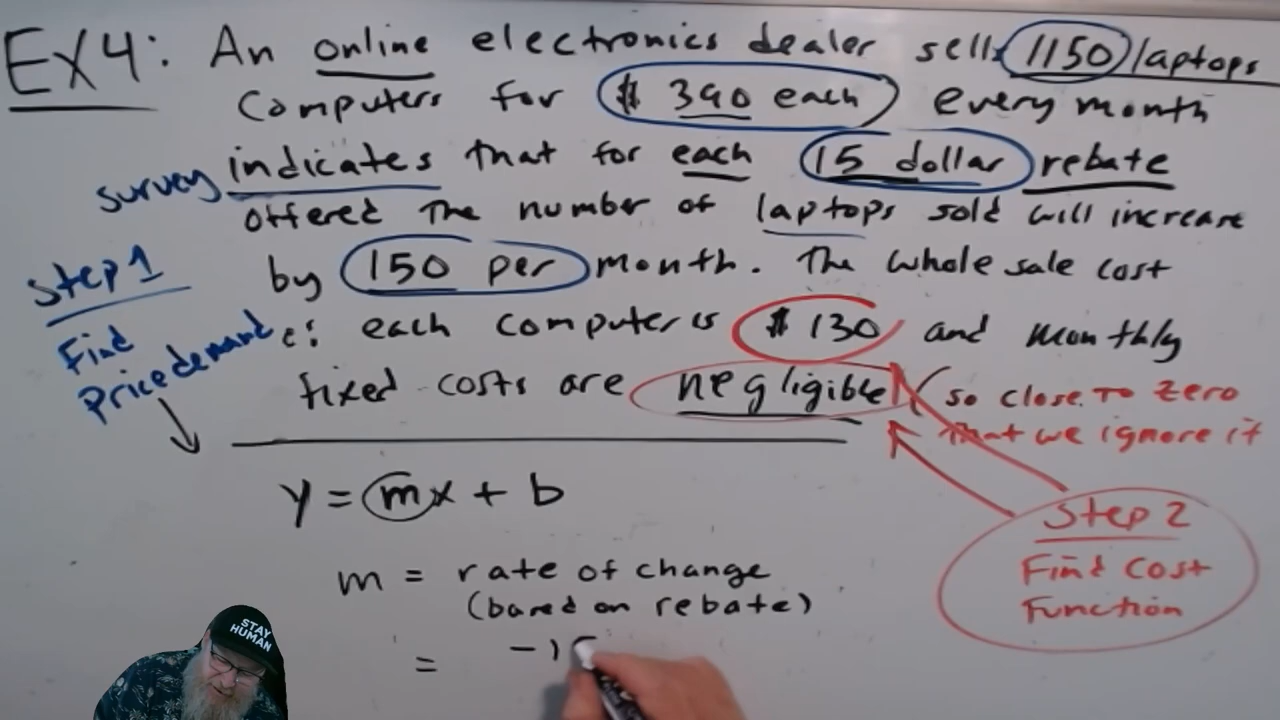 EX4: An online electronics dealer sells 1150 laptops
Computers for $ 390 each every month
survey indicates that for each 15 dollar rebate
offered the number of laptops sold will increase
by 150 per month. The whole sale cost
c: each computer is $ 130 and monthly
fixed costs are negligible (so close to zero
that we ignore it
Step 1
Find
Price demand
y = mx + b
m = rate of change
(based on rebate)
= -15
Step 2
Find Cost
Function
STAY
HUMAN